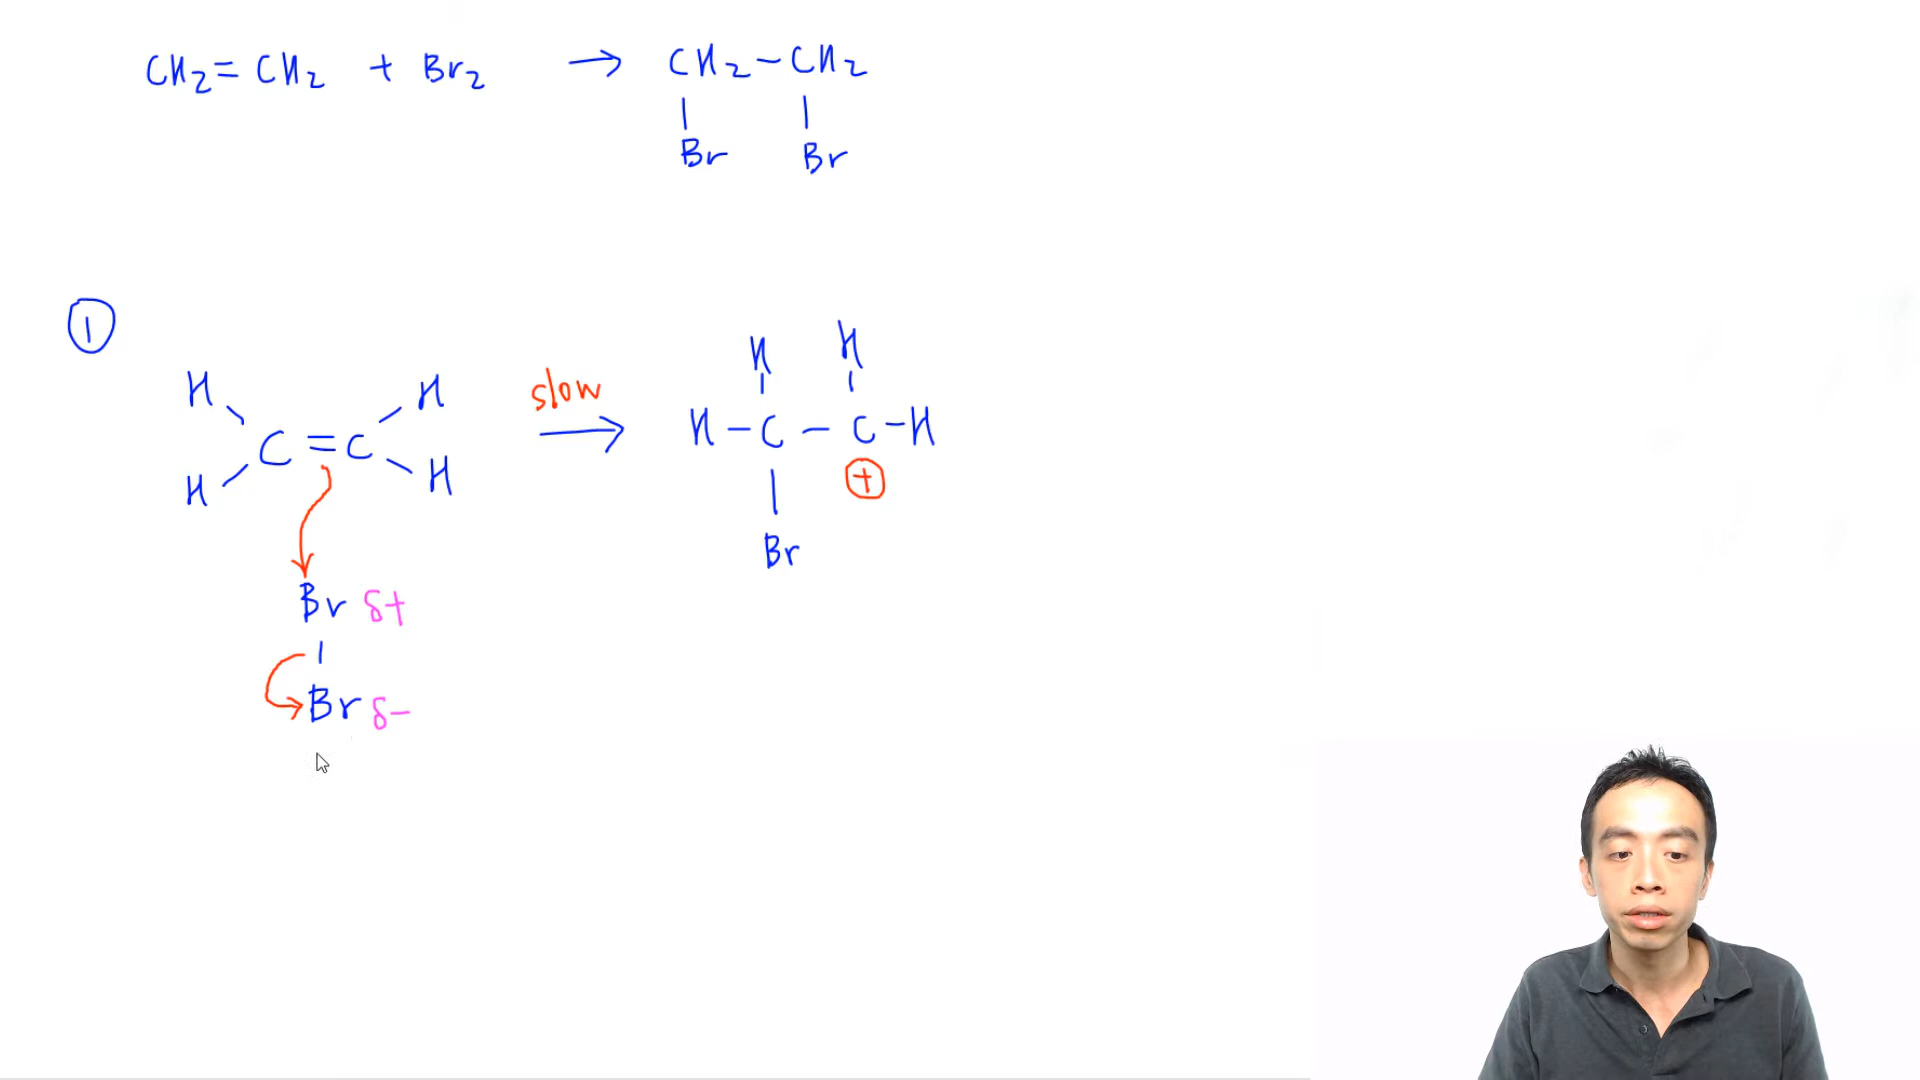 CH₂=CH₂ + Br₂ → CH₂-CH₂
| |
Br Br
①
H H
H H
slow
C=C → H-C-C-H
H H
⊕
Br
Br δ+
|
Br δ-